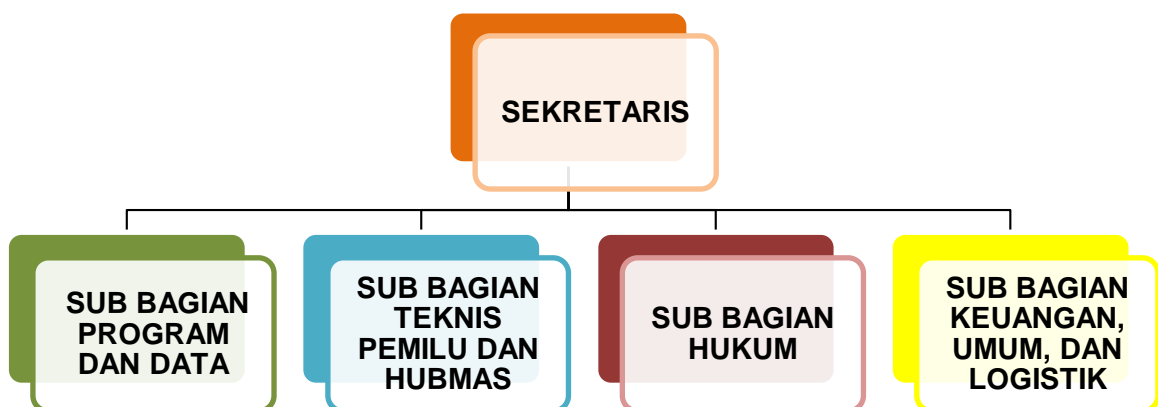 SEKRETARIS
SUB BAGIAN
PROGRAM
DAN DATA
SUB BAGIAN
TEKNIS
PEMILU DAN
HUBMAS
SUB BAGIAN
HUKUM
SUB BAGIAN
KEUANGAN,
UMUM, DAN
LOGISTIK